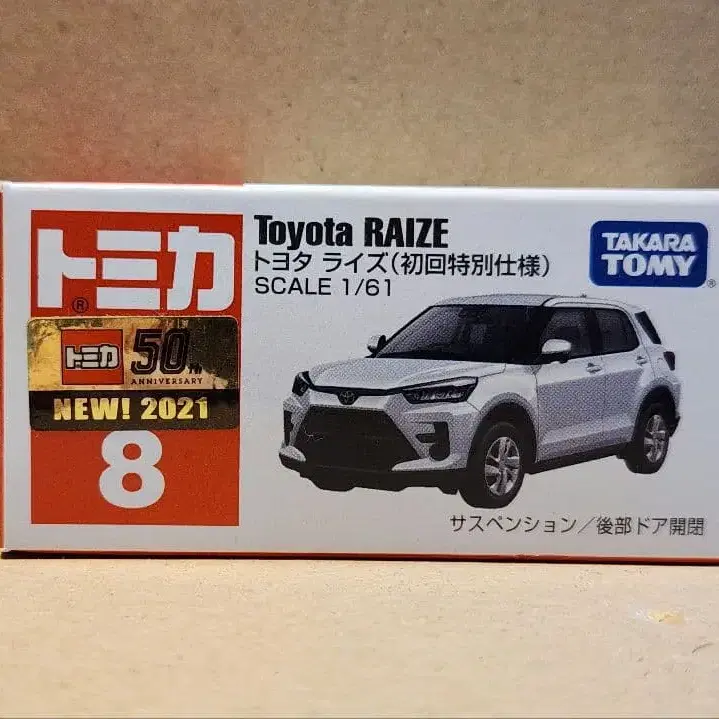 トミカ®
トミカ 50TH
ANNIVERSARY
NEW! 2021
8
Toyota RAIZE
トヨタ ライズ(初回特別仕様)
SCALE 1/61
TAKARA
TOMY®
サスペンション/後部ドア開閉